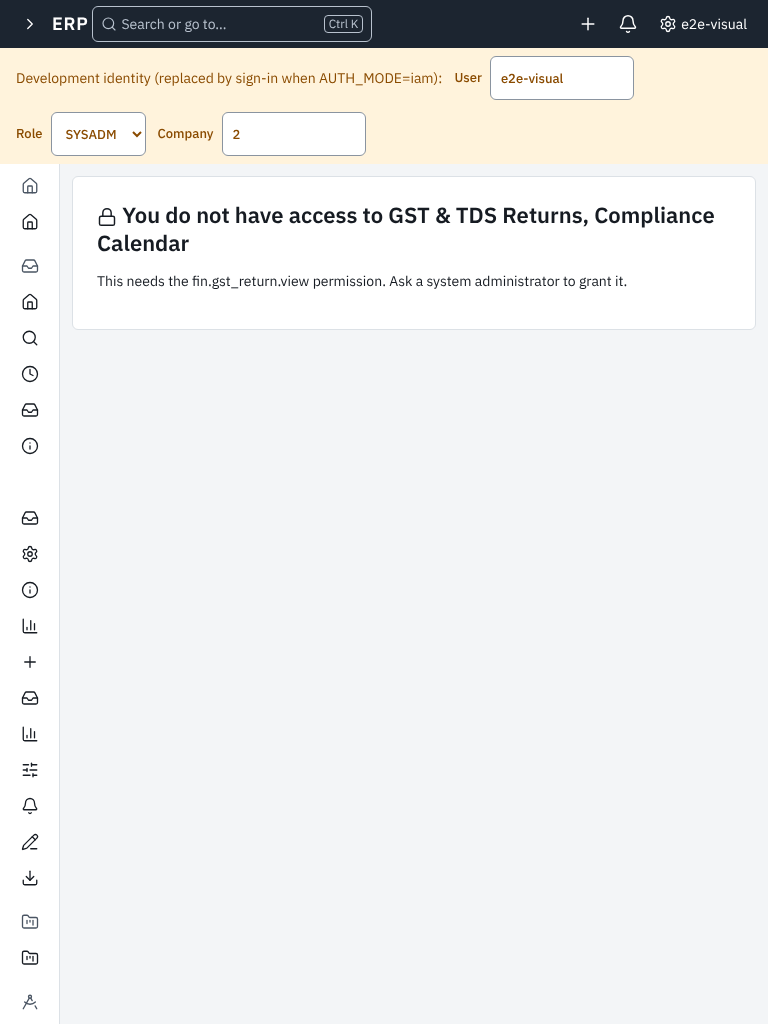 ERP
Search or go to...
Ctrl K
e2e-visual
Development identity (replaced by sign-in when AUTH_MODE=iam):
User
e2e-visual
Role
SYSADM
Company
2
You do not have access to GST & TDS Returns, Compliance
Calendar
This needs the fin.gst_return.view permission. Ask a system administrator to grant it.